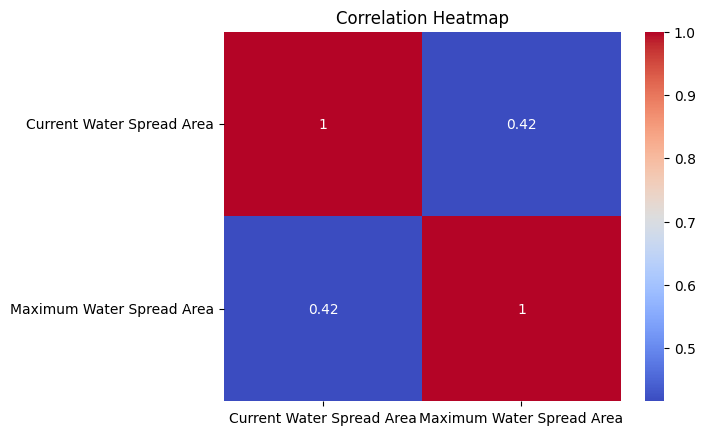 Correlation Heatmap
Current Water Spread Area
1
0.42
Maximum Water Spread Area
0.42
1
Current Water Spread Area
Maximum Water Spread Area
1.0
0.9
0.8
0.7
0.6
0.5